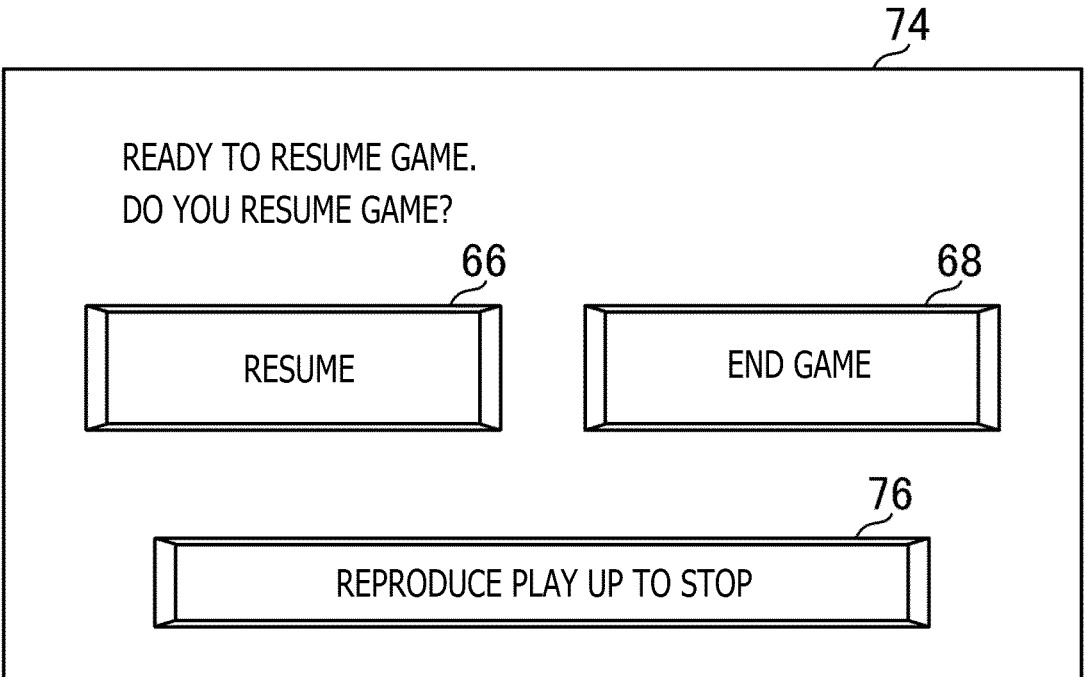 74
READY TO RESUME GAME.
DO YOU RESUME GAME?
66
68
RESUME
END GAME
76
REPRODUCE PLAY UP TO STOP